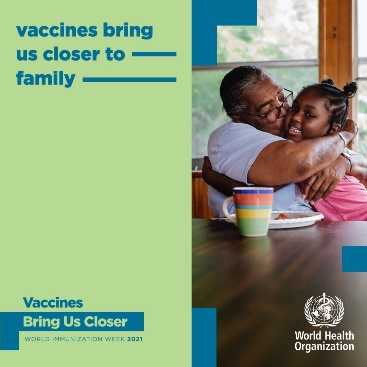 vaccines bring
us closer to
family
Vaccines
Bring Us Closer
WORLD IMMUNIZATION WEEK 2021
World Health
Organization